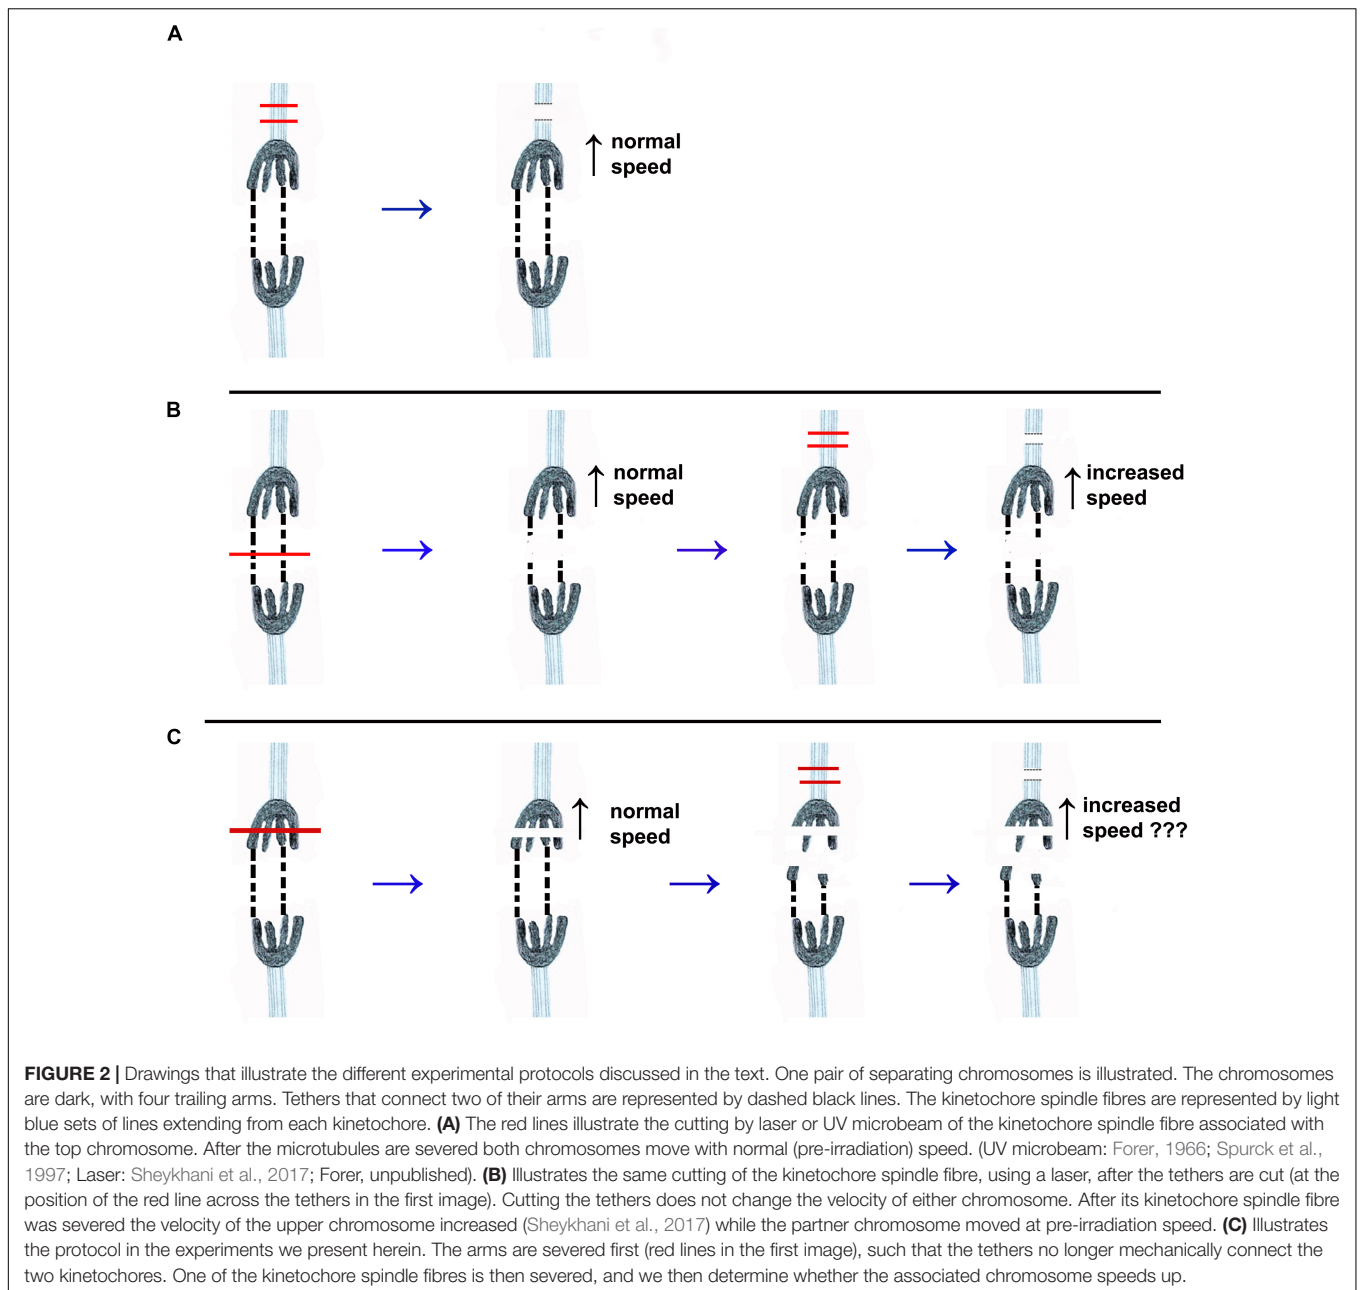 A
normal
speed
B
normal
speed
increased
speed
C
normal
speed
increased
speed ???
FIGURE 2 | Drawings that illustrate the different experimental protocols discussed in the text. One pair of separating chromosomes is illustrated. The chromosomes
are dark, with four trailing arms. Tethers that connect two of their arms are represented by dashed black lines. The kinetochore spindle fibres are represented by light
blue sets of lines extending from each kinetochore. (A) The red lines illustrate the cutting by laser or UV microbeam of the kinetochore spindle fibre associated with
the top chromosome. After the microtubules are severed both chromosomes move with normal (pre-irradiation) speed. (UV microbeam: Forer, 1966; Spurck et al.,
1997; Laser: Sheykhani et al., 2017; Forer, unpublished). (B) Illustrates the same cutting of the kinetochore spindle fibre, using a laser, after the tethers are cut (at the
position of the red line across the tethers in the first image). Cutting the tethers does not change the velocity of either chromosome. After its kinetochore spindle fibre
was severed the velocity of the upper chromosome increased (Sheykhani et al., 2017) while the partner chromosome moved at pre-irradiation speed. (C) Illustrates
the protocol in the experiments we present herein. The arms are severed first (red lines in the first image), such that the tethers no longer mechanically connect the
two kinetochores. One of the kinetochore spindle fibres is then severed, and we then determine whether the associated chromosome speeds up.